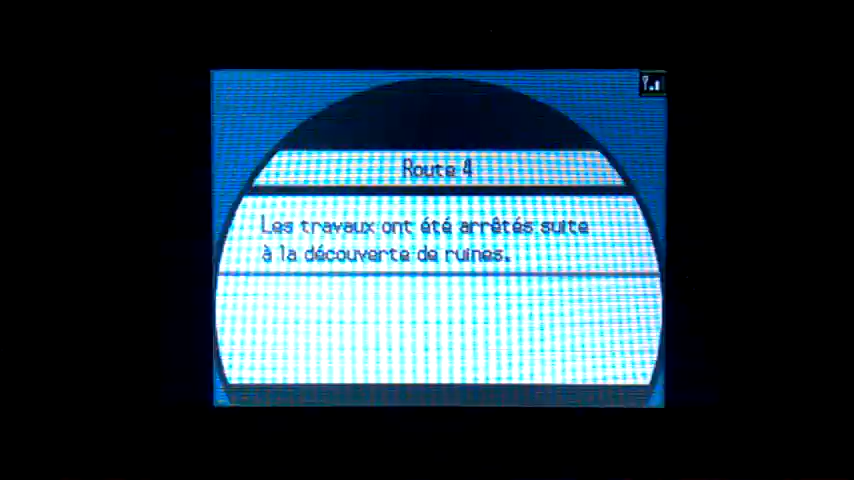 Route 4
Les travaux ont été arrêtés suite
à la découverte de ruines.